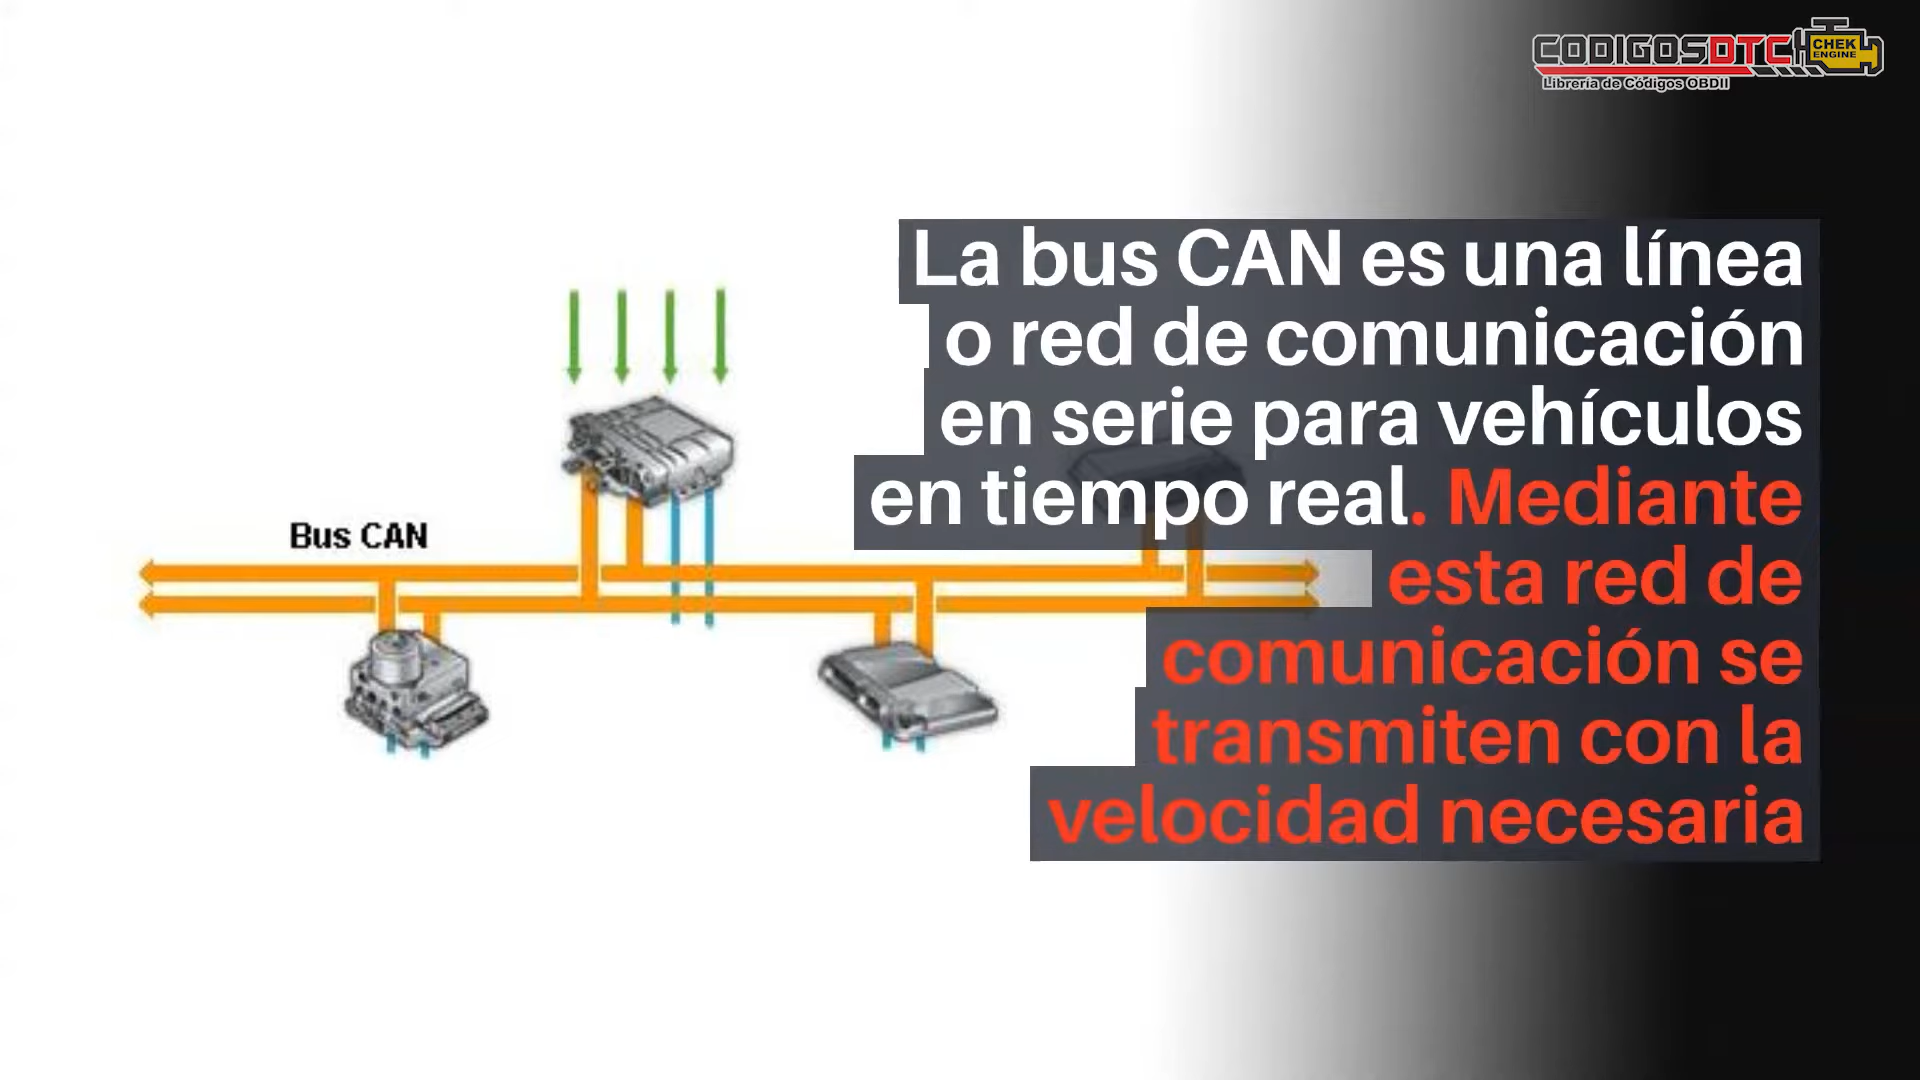 CODIGOSDTC
CHEK
ENGINE
Librería de Códigos OBDII
La bus CAN es una línea
o red de comunicación
en serie para vehículos
en tiempo real. Mediante
esta red de
comunicación se
transmiten con la
velocidad necesaria
Bus CAN